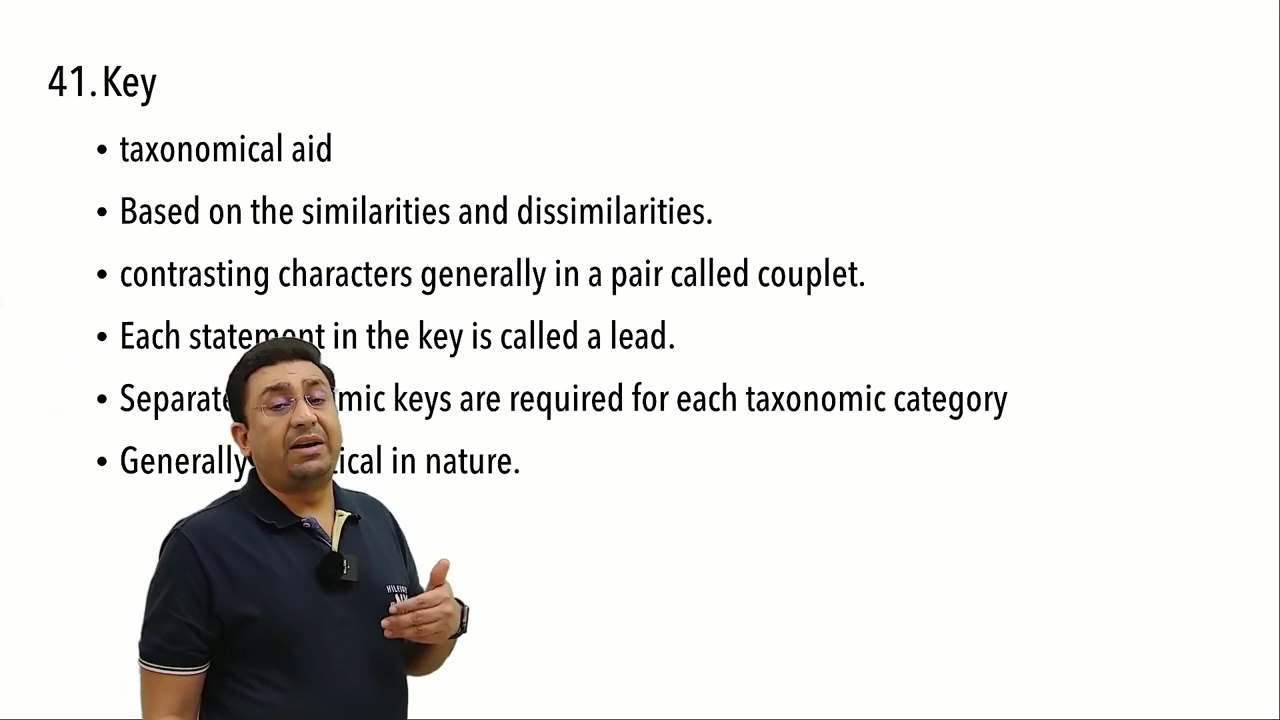 41. Key
• taxonomical aid
• Based on the similarities and dissimilarities.
• contrasting characters generally in a pair called couplet.
• Each statement in the key is called a lead.
• Separate keys are required for each taxonomic category
• Generally in nature.